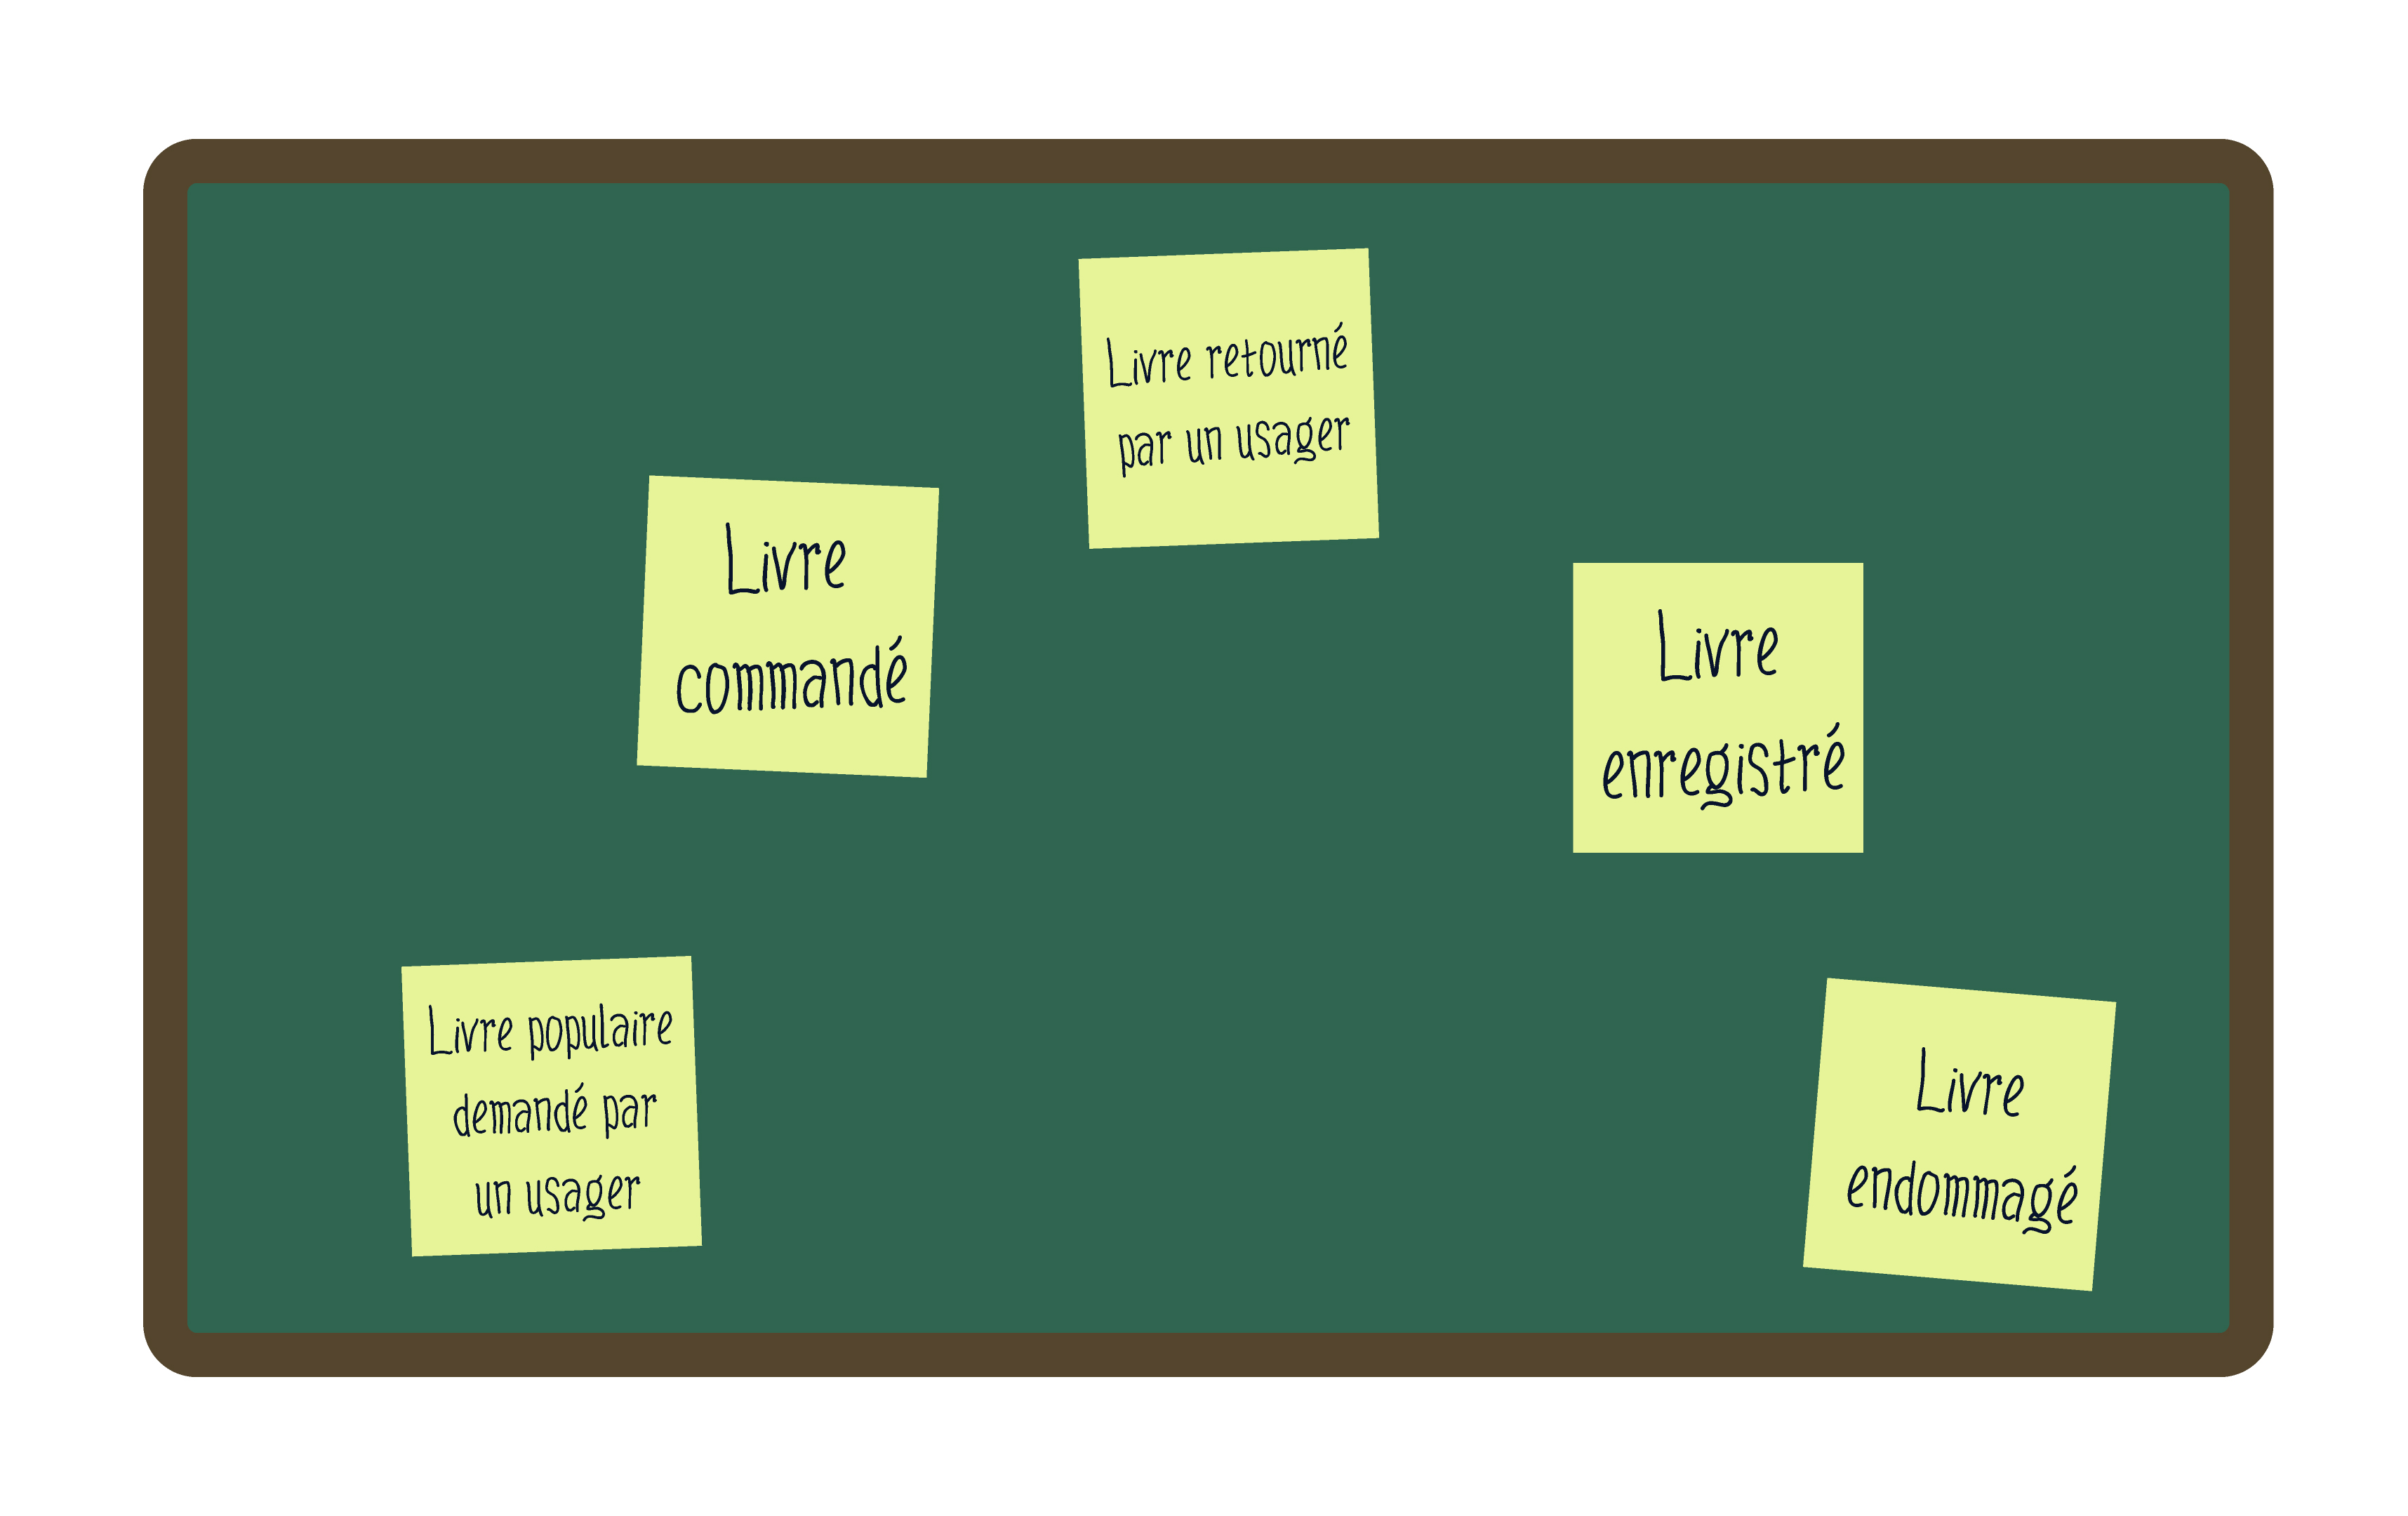 Livre retourné
par un usager
Livre
commandé
Livre
enregistré
Livre populaire
demandé par
un usager
Livre
endommagé